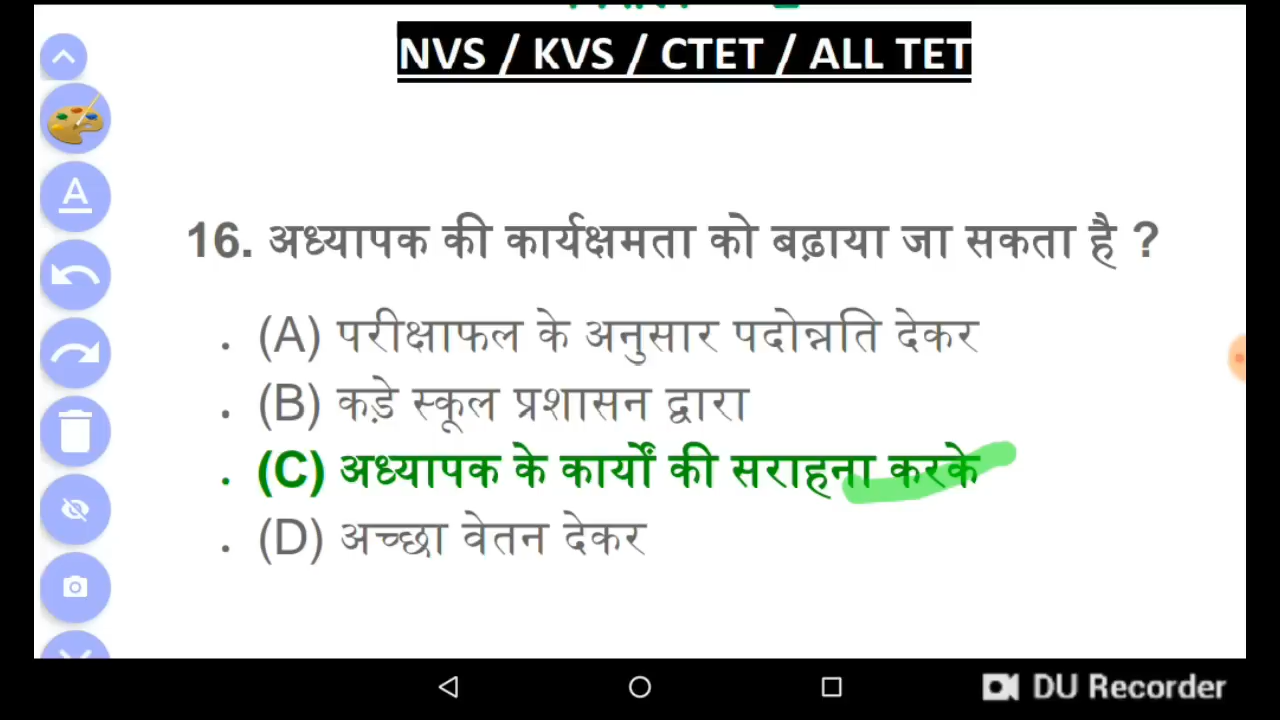 NVS / KVS / CTET / ALL TET
16. अध्यापक की कार्यक्षमता को बढ़ाया जा सकता है ?
. (A) परीक्षाफल के अनुसार पदोन्नति देकर
. (B) कड़े स्कूल प्रशासन द्वारा
. (C) अध्यापक के कार्यों की सराहना करके
. (D) अच्छा वेतन देकर
DU Recorder